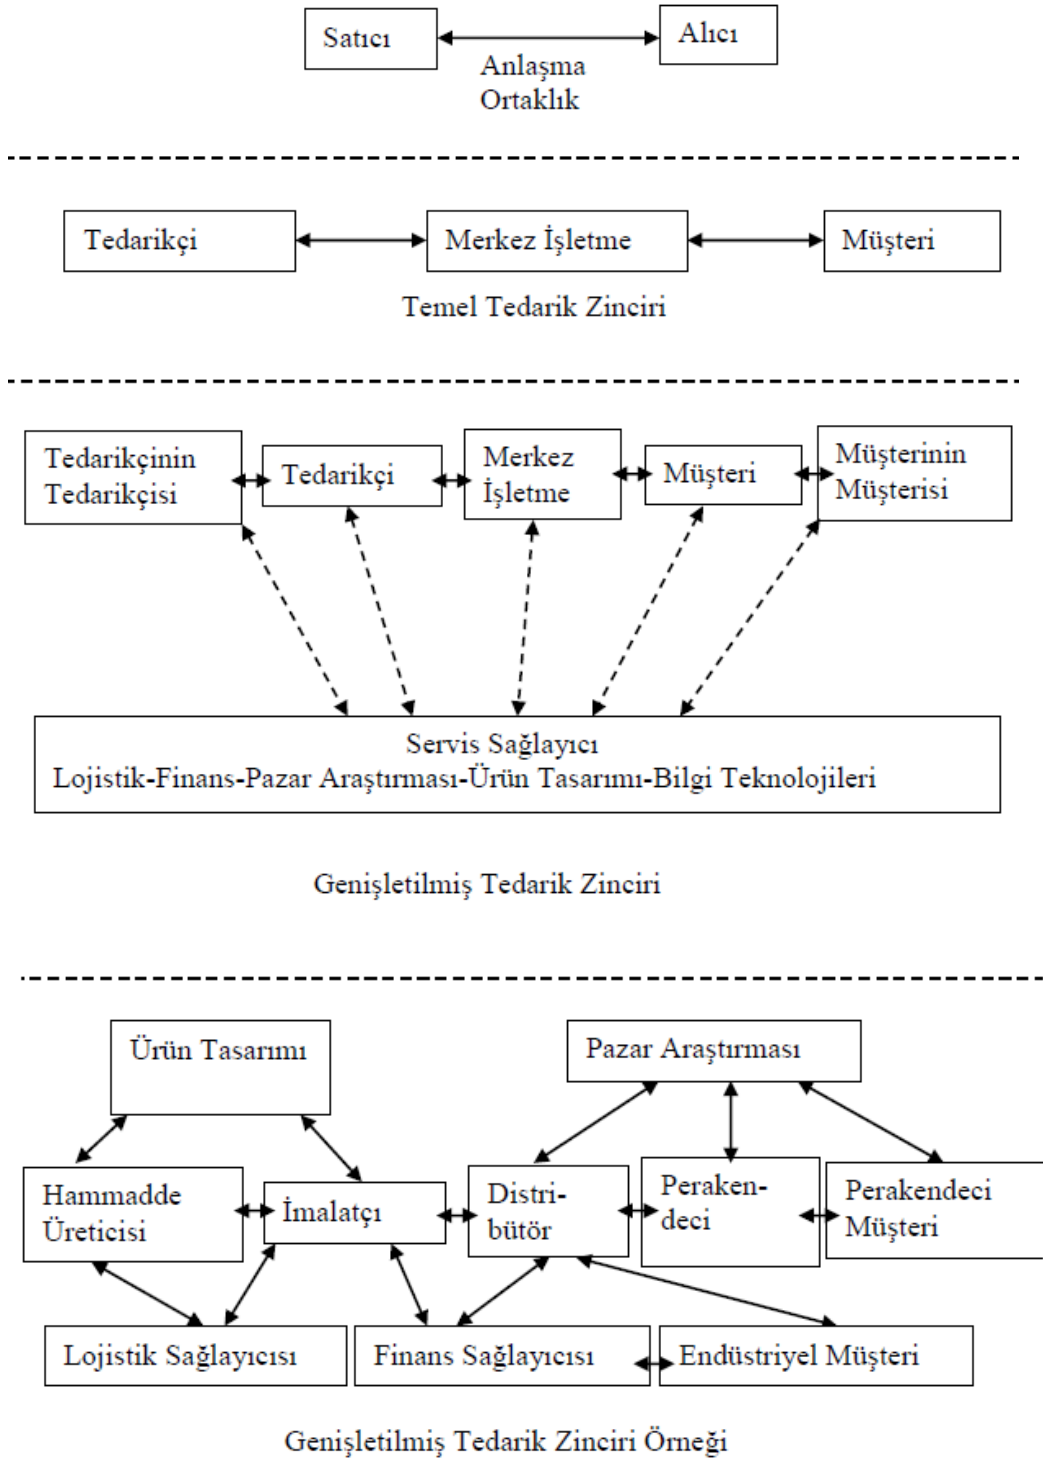 Satıcı
Alıcı
Anlaşma
Ortaklık
Tedarikçi
Merkez İşletme
Müşteri
Temel Tedarik Zinciri
Tedarikçinin
Tedarikçisi
Tedarikçi
Merkez
İşletme
Müşteri
Müşterinin
Müşterisi
Servis Sağlayıcı
Lojistik-Finans-Pazar Araştırması-Ürün Tasarımı-Bilgi Teknolojileri
Genişletilmiş Tedarik Zinciri
Ürün Tasarımı
Pazar Araştırması
Hammadde
Üreticisi
İmalatçı
Distri-
bütör
Peraken-
deci
Perakendeci
Müşteri
Lojistik Sağlayıcısı
Finans Sağlayıcısı
Endüstriyel Müşteri
Genişletilmiş Tedarik Zinciri Örneği